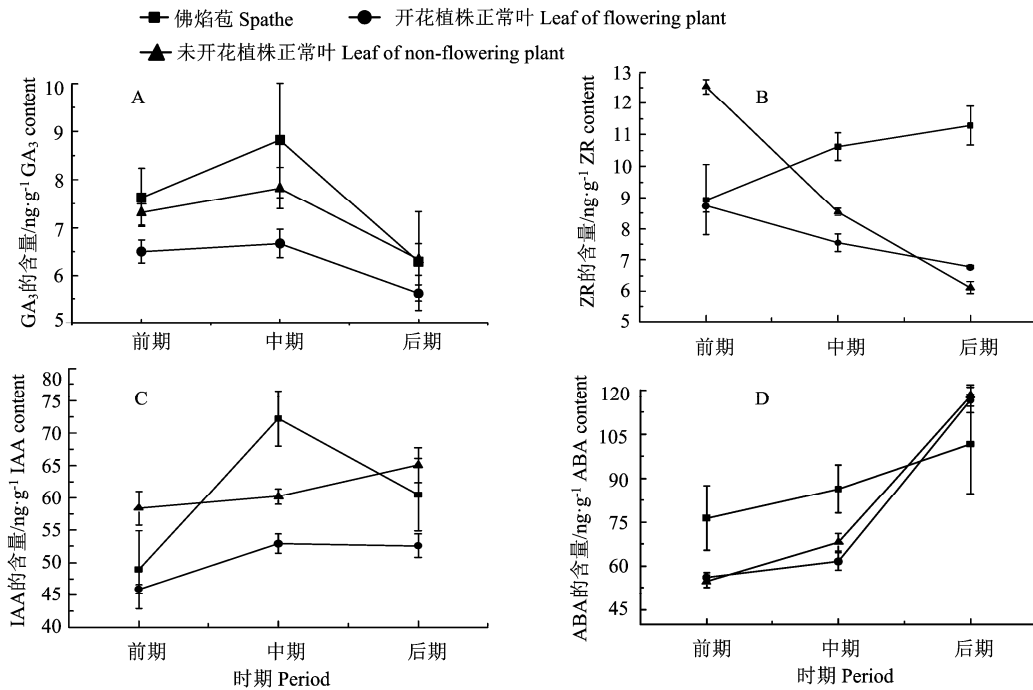 佛焰苞 Spathe 开花植株正常叶 Leaf of flowering plant
未开花植株正常叶 Leaf of non-flowering plant
A
GA₃的含量/ng·g⁻¹ GA₃ content
10
9
8
7
6
5
前期 中期 后期
B
ZR的含量/ng·g⁻¹ ZR content
13
12
11
10
9
8
7
6
5
前期 中期 后期
C
IAA的含量/ng·g⁻¹ IAA content
80
75
70
65
60
55
50
45
40
前期 中期 后期
时期 Period
D
ABA的含量/ng·g⁻¹ ABA content
120
105
90
75
60
45
前期 中期 后期
时期 Period